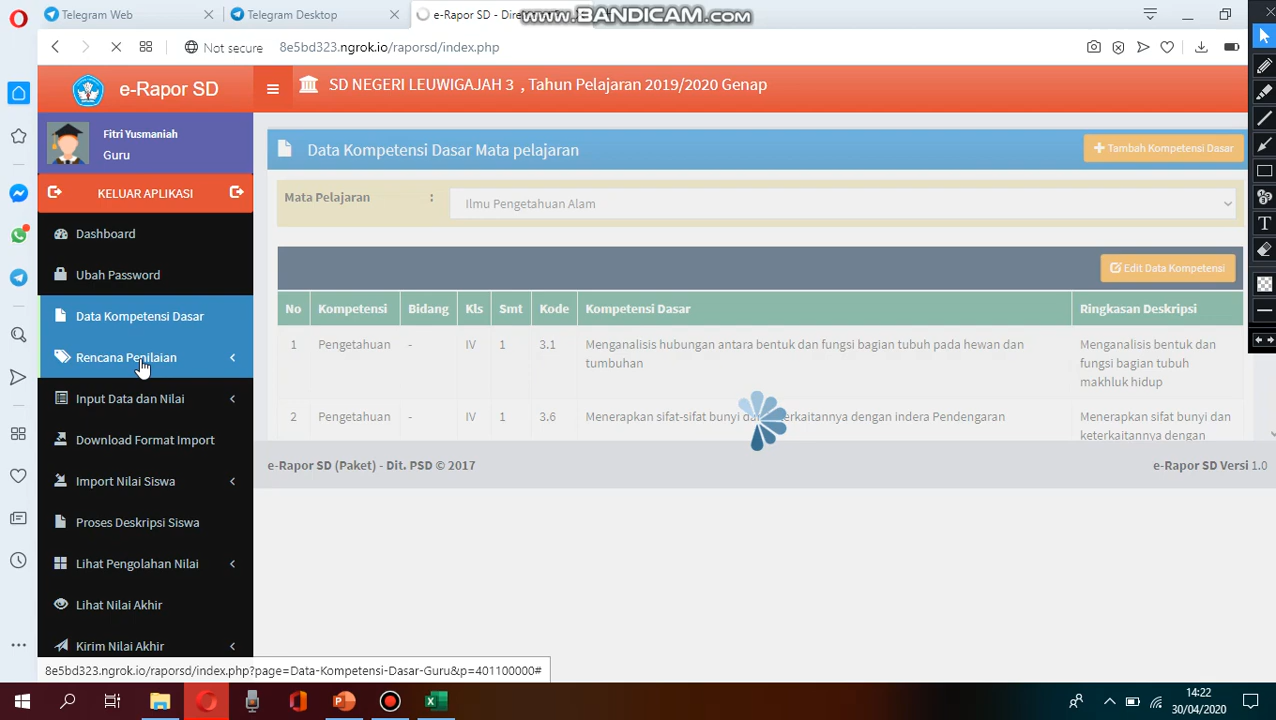 Telegram Web
Telegram Desktop
e-Rapor SD - Dire
www.BANDICAM.com
Not secure
8e5bd323.ngrok.io/raporsd/index.php
e-Rapor SD
SD NEGERI LEUWIGAJAH 3 , Tahun Pelajaran 2019/2020 Genap
Fitri Yusmaniah
Guru
KELUAR APLIKASI
Dashboard
Ubah Password
Data Kompetensi Dasar
Rencana Penilaian
Input Data dan Nilai
Download Format Import
Import Nilai Siswa
Proses Deskripsi Siswa
Lihat Pengolahan Nilai
Lihat Nilai Akhir
Kirim Nilai Akhir
Data Kompetensi Dasar Mata pelajaran
Tambah Kompetensi Dasar
Mata Pelajaran :
Ilmu Pengetahuan Alam
Edit Data Kompetensi
No Kompetensi Bidang Kls Smt Kode Kompetensi Dasar Ringkasan Deskripsi
1 Pengetahuan - IV 1 3.1 Menganalisis hubungan antara bentuk dan fungsi bagian tubuh pada hewan dan Menganalisis bentuk dan
tumbuhan fungsi bagian tubuh
makhluk hidup
2 Pengetahuan - IV 1 3.6 Menerapkan sifat-sifat bunyi dengan indera Pendengaran Menerapkan sifat bunyi dan
keterkaitannya dengan
e-Rapor SD (Paket) - Dit. PSD © 2017
e-Rapor SD Versi 1.0
8e5bd323.ngrok.io/raporsd/index.php?page=Data-Kompetensi-Dasar-Guru&p=401100000#
14:22
30/04/2020